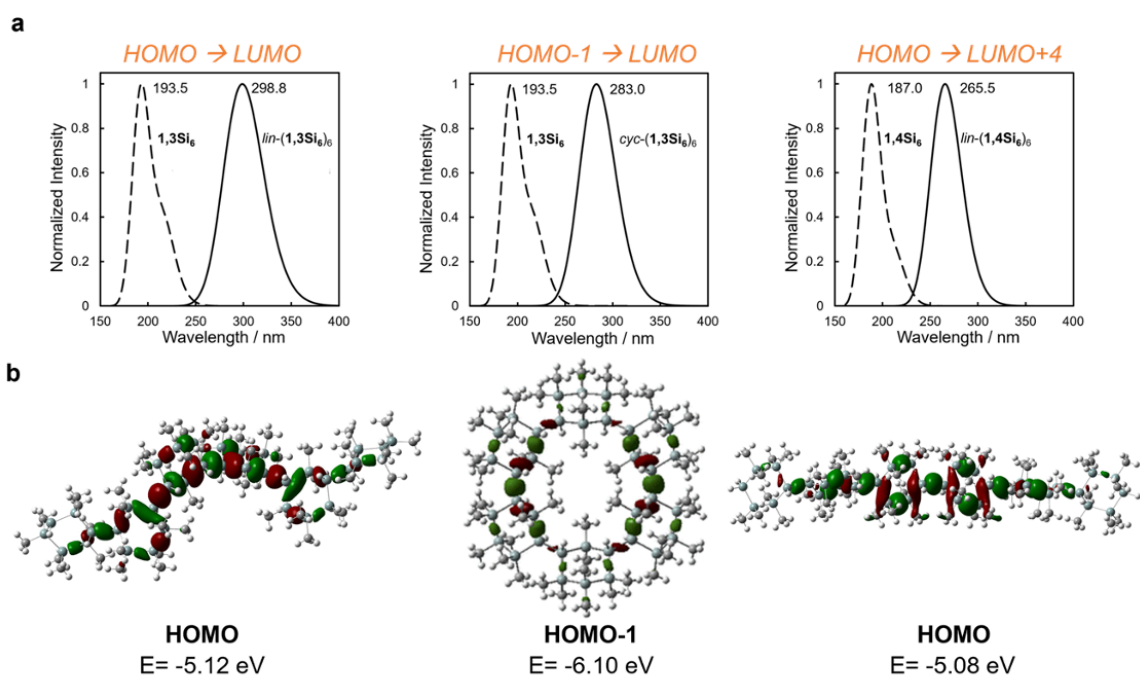 a
HOMO → LUMO
HOMO-1 → LUMO
HOMO → LUMO+4
Normalized Intensity
1
0.8
0.6
0.4
0.2
0
193.5
298.8
1,3Si₆
lin-(1,3Si₆)₆
150 200 250 300 350 400
Wavelength / nm
Normalized Intensity
1
0.8
0.6
0.4
0.2
0
193.5
283.0
1,3Si₆
cyc-(1,3Si₆)₆
150 200 250 300 350 400
Wavelength / nm
Normalized Intensity
1
0.8
0.6
0.4
0.2
0
187.0
265.5
1,4Si₆
lin-(1,4Si₆)₆
150 200 250 300 350 400
Wavelength / nm
b
HOMO
E= -5.12 eV
HOMO-1
E= -6.10 eV
HOMO
E= -5.08 eV